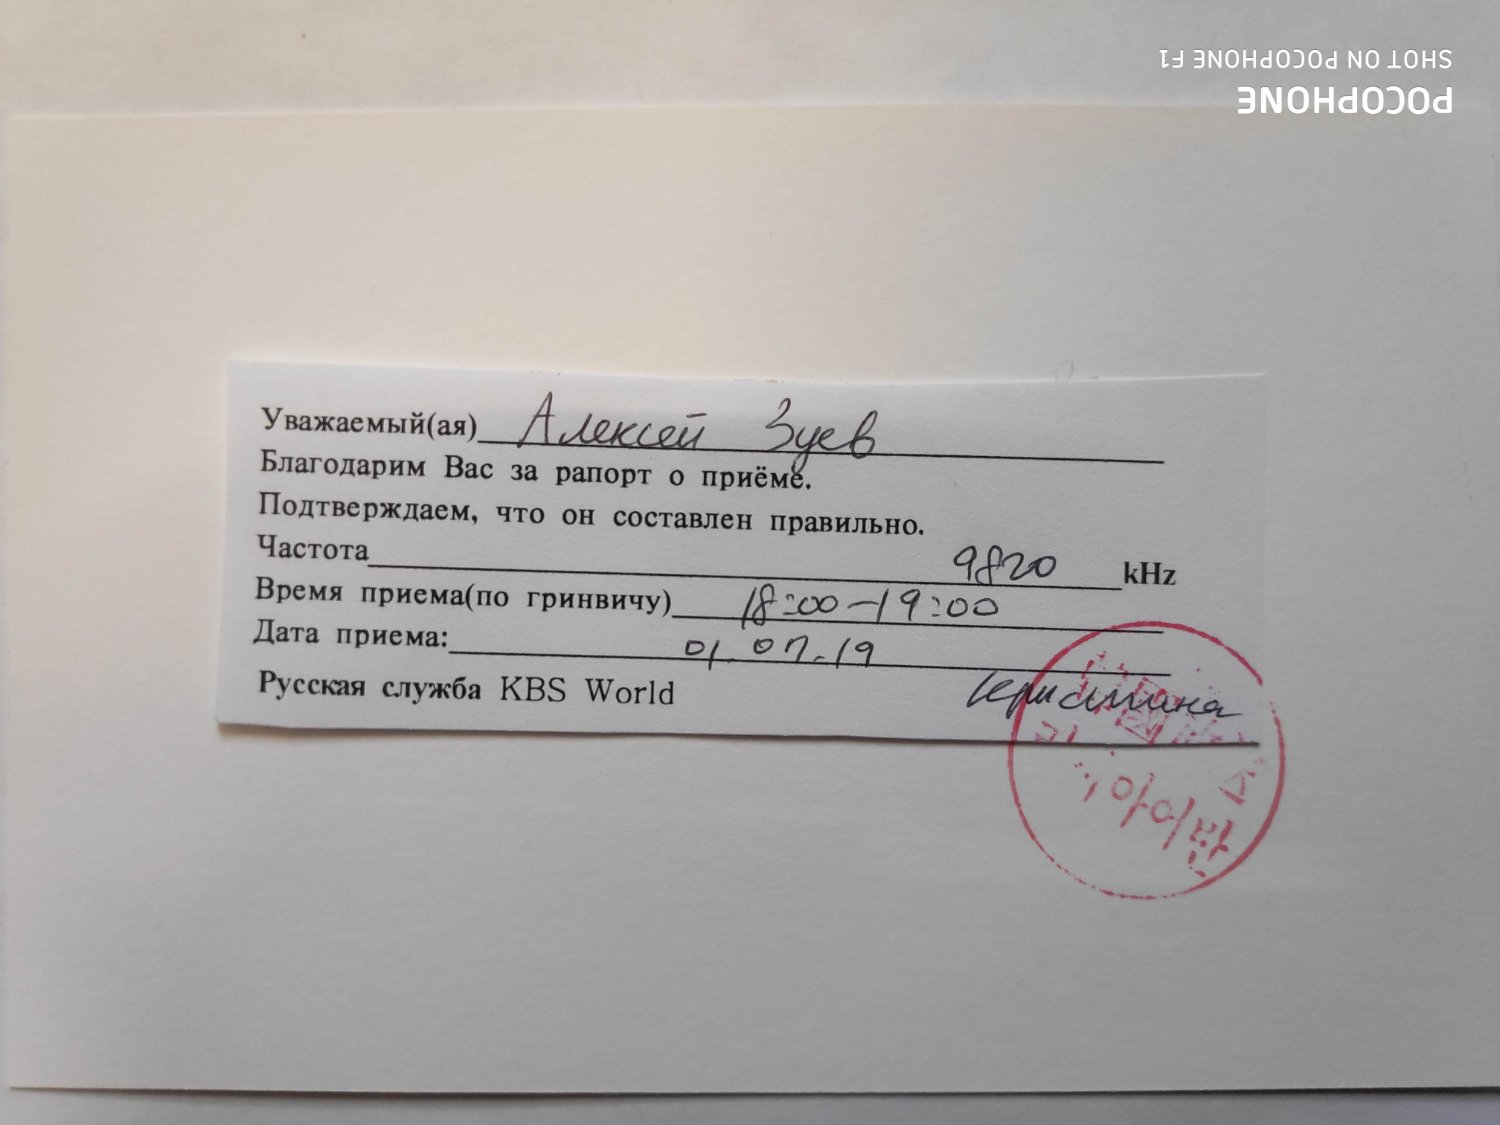 SHOT ON POCOPHONE F1
POCOPHONE
Уважаемый(ая) Алексей Зуев
Благодарим Вас за рапорт о приёме.
Подтверждаем, что он составлен правильно.
Частота 9820 kHz
Время приема(по гринвичу) 18:00-19:00
Дата приема: 01.07.19
Русская служба KBS World